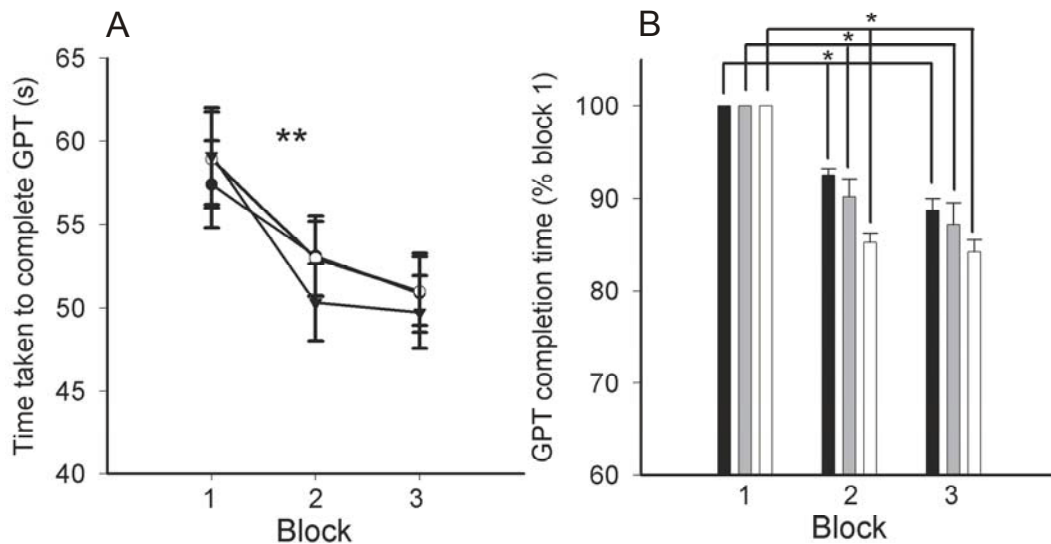 A
Time taken to complete GPT (s)
65
60
55
50
45
40
**
1 2 3
Block
B
GPT completion time (% block 1)
100
90
80
70
60
*
*
*
1 2 3
Block